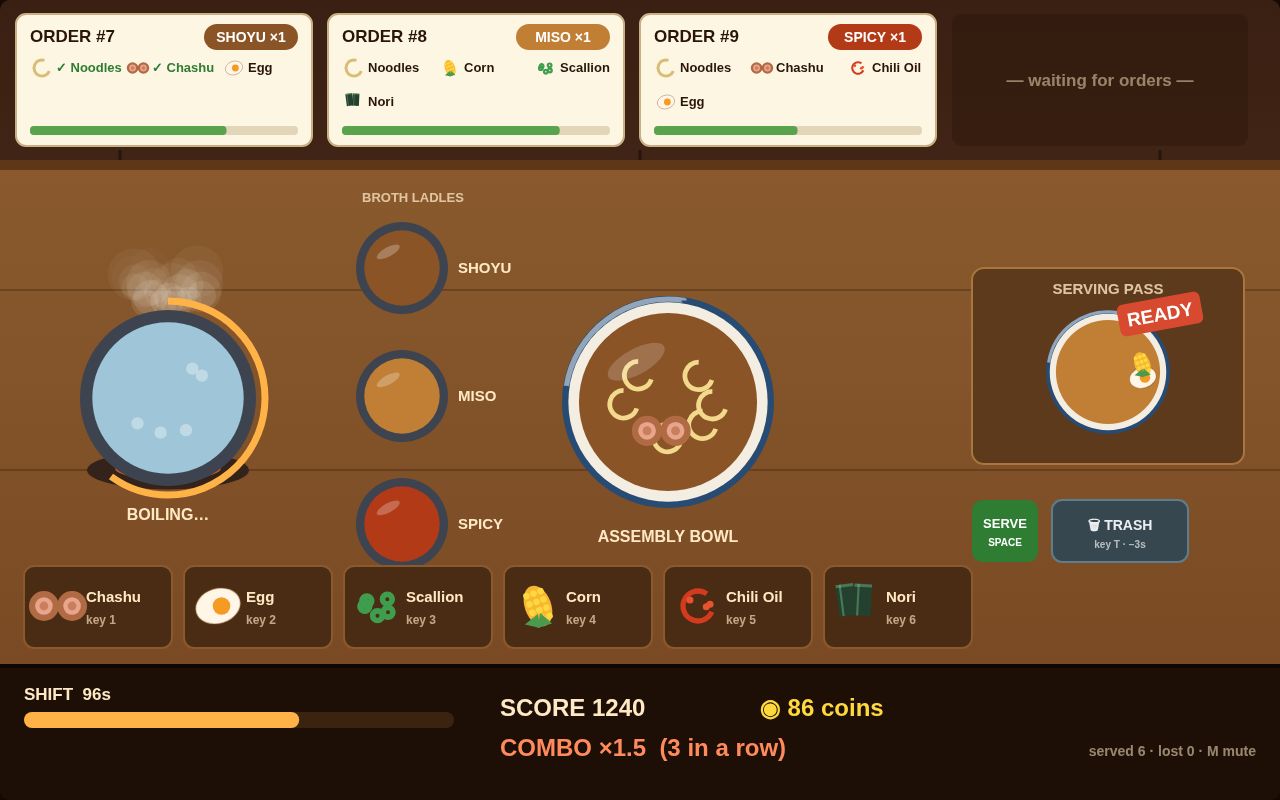 ORDER #7 SHOYU ×1
✓ Noodles ✓ Chashu Egg
ORDER #8 MISO ×1
Noodles Corn Scallion
Nori
ORDER #9 SPICY ×1
Noodles Chashu Chili Oil
Egg
— waiting for orders —
BROTH LADLES
SHOYU
MISO
SPICY
BOILING…
ASSEMBLY BOWL
SERVING PASS
READY
SERVE
SPACE
TRASH
key T · −3s
Chashu
key 1
Egg
key 2
Scallion
key 3
Corn
key 4
Chili Oil
key 5
Nori
key 6
SHIFT 96s
SCORE 1240
◉ 86 coins
COMBO ×1.5 (3 in a row)
served 6 · lost 0 · M mute